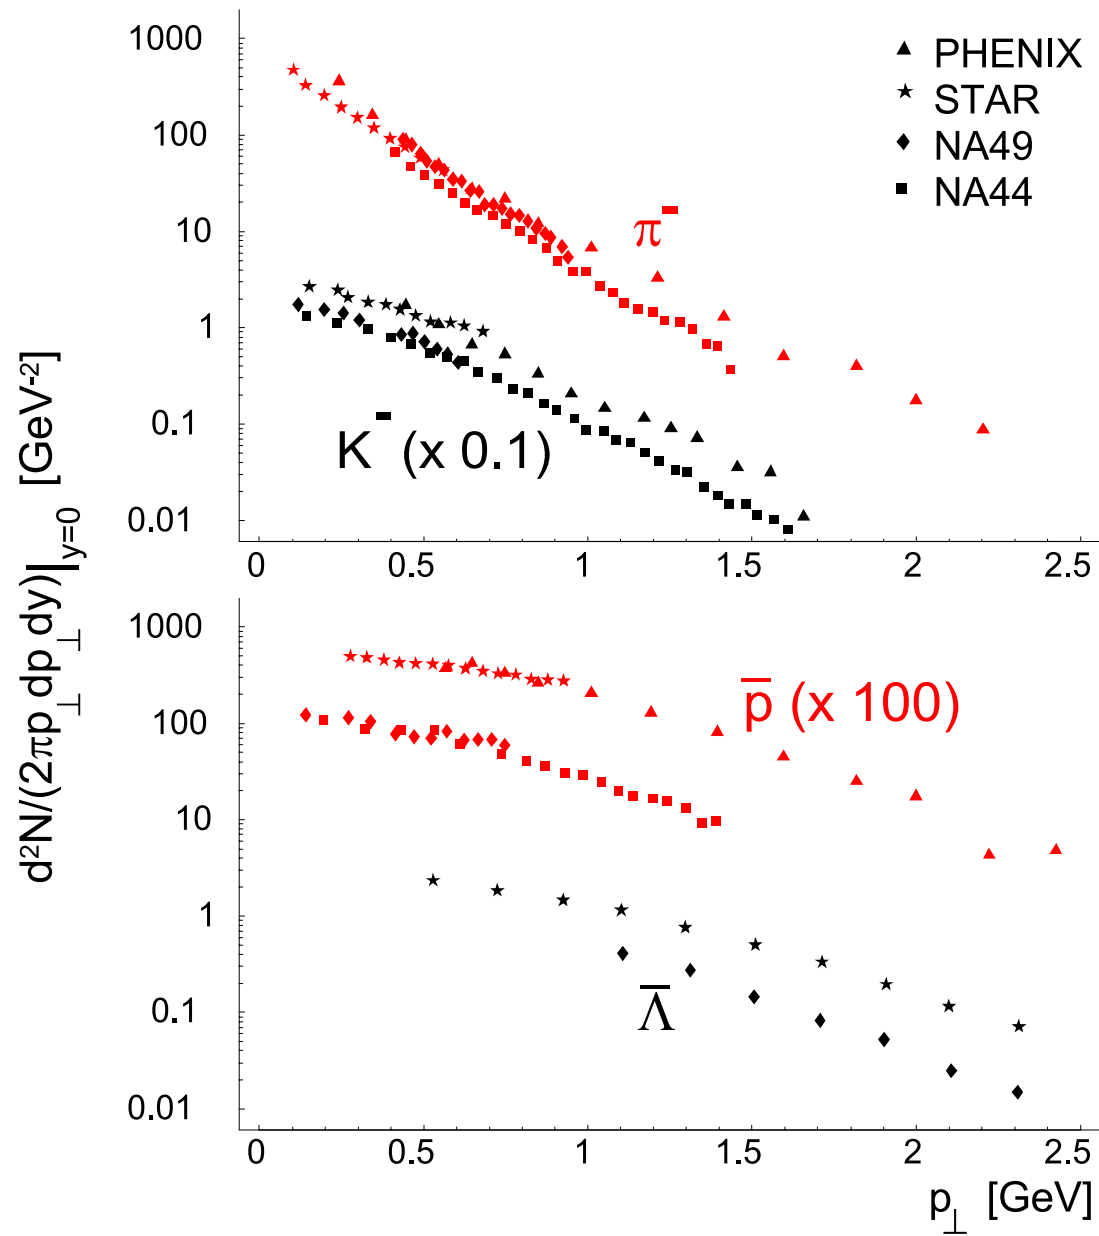 1000
100
10
1
0.1
0.01
PHENIX
STAR
NA49
NA44
π⁻
K⁻ (x 0.1)
0 0.5 1 1.5 2 2.5
d²N/(2πp⊥ dp⊥ dy)|y=0 [GeV⁻²]
1000
100
10
1
0.1
0.01
p̅ (x 100)
Λ̅
0 0.5 1 1.5 2 2.5
p⊥ [GeV]